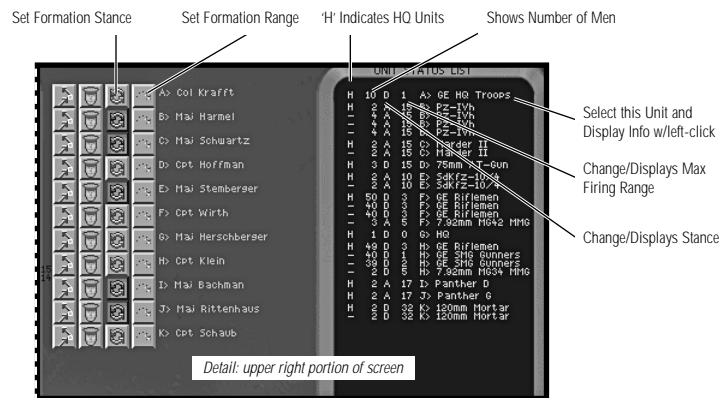 Set Formation Stance
Set Formation Range
'H' Indicates HQ Units
Shows Number of Men
UNIT STATUS LIST
A> Col Krafft
B> Maj Harmel
C> Maj Schwartz
D> Cpt Hoffman
E> Maj Stemberger
F> Cpt Wirth
G> Maj Herschberger
H> Cpt Klein
I> Maj Bachman
J> Maj Rittenhaus
K> Cpt Schaub
15
14
H 10 D 1 A> GE HQ Troops
H 2 A 15 B> PZ-IVh
- 4 A 15 B> PZ-IVh
- 4 A 15 B> PZ-IVh
- 4 A 15 B> PZ-IVh
H 2 A 15 C> Marder II
- 2 A 15 C> Marder II
H 3 D 15 D> 75mm AT-Gun
H 2 A 10 E> SdKfz-10/4
- 2 A 10 E> SdKfz-10/4
H 50 D 3 F> GE Riflemen
- 40 D 3 F> GE Riflemen
- 40 D 3 F> GE Riflemen
- 3 A 5 F> 7.92mm MG42 MMG
H 1 D 0 G> HQ
H 49 D 3 H> GE Riflemen
- 40 D 1 H> GE SMG Gunners
- 39 D 2 H> GE SMG Gunners
- 2 D 5 H> 7.92mm MG34 MMG
H 2 A 17 I> Panther D
H 2 A 17 J> Panther G
H 2 D 32 K> 120mm Mortar
- 2 D 32 K> 120mm Mortar
Select this Unit and
Display Info w/left-click
Change/Displays Max
Firing Range
Change/Displays Stance
Detail: upper right portion of screen